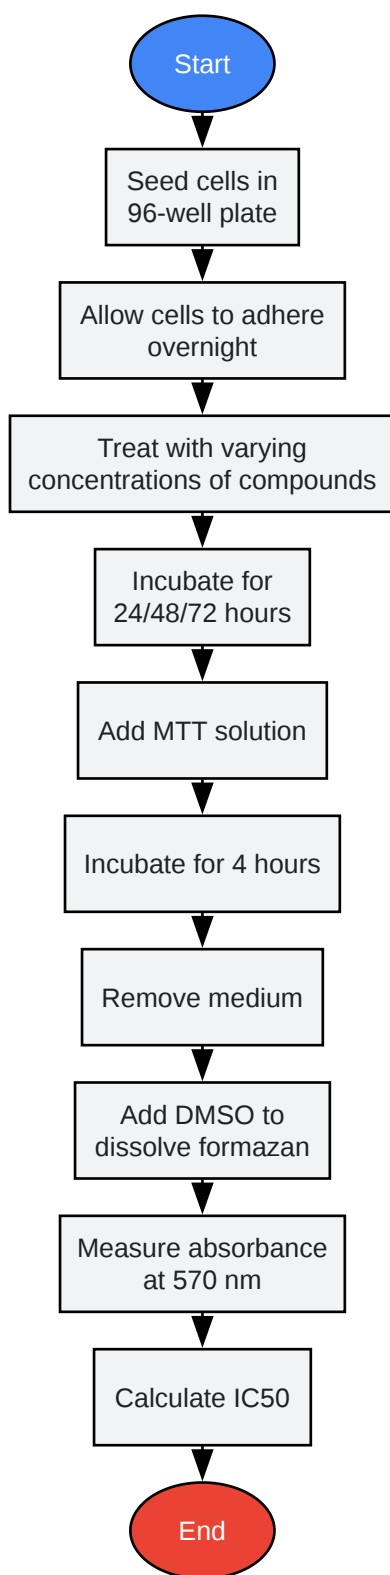 Start
Seed cells in
96-well plate
Allow cells to adhere
overnight
Treat with varying
concentrations of compounds
Incubate for
24/48/72 hours
Add MTT solution
Incubate for 4 hours
Remove medium
Add DMSO to
dissolve formazan
Measure absorbance
at 570 nm
Calculate IC50
End